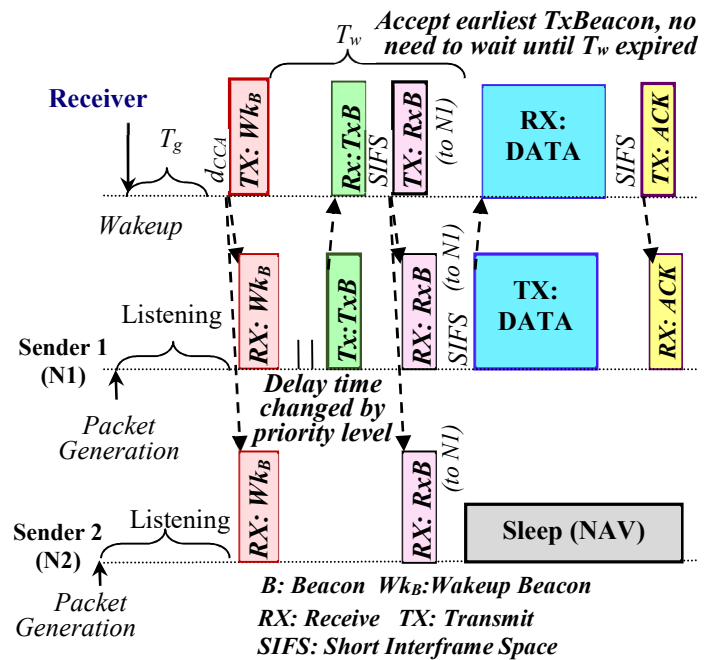 Accept earliest TxBeacon, no
need to wait until Tw expired
Tw
Receiver
Tg
dCCA
TX: WkB
Rx:TxB
SIFS
TX: RxB
(to N1)
RX:
DATA
SIFS
TX: ACK
Wakeup
Listening
RX: WkB
Tx:TxB
RX: RxB
(to N1)
SIFS
TX:
DATA
RX: ACK
Sender 1
(N1)
Delay time
changed by
priority level
Packet
Generation
Listening
RX: WkB
RX: RxB
(to N1)
Sleep (NAV)
Sender 2
(N2)
Packet
Generation
B: Beacon WkB:Wakeup Beacon
RX: Receive TX: Transmit
SIFS: Short Interframe Space